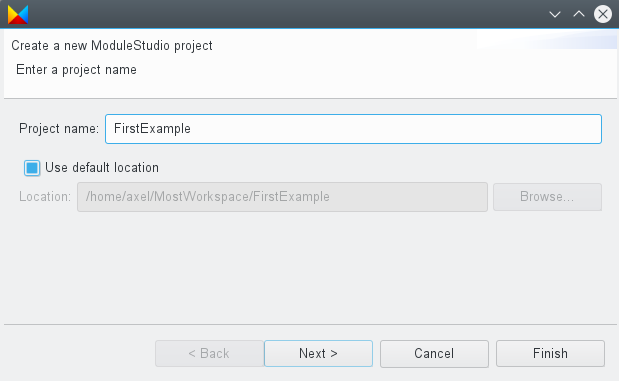 Create a new ModuleStudio project
Enter a project name
Project name: FirstExample
Use default location
Location: /home/axel/MostWorkspace/FirstExample Browse...
< Back Next > Cancel Finish